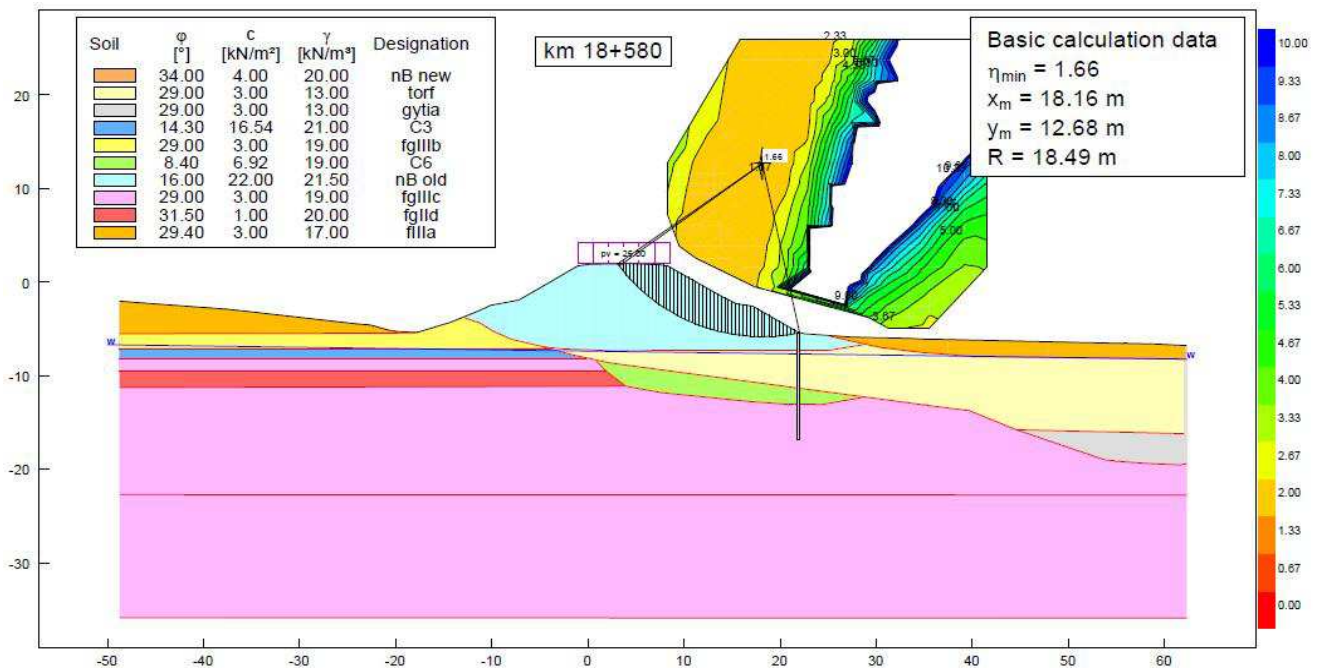 Soil φ c γ Designation
[°] [kN/m²] [kN/m³]
34.00 4.00 20.00 nB new
29.00 3.00 13.00 torf
29.00 3.00 13.00 gytia
14.30 16.54 21.00 C3
29.00 3.00 19.00 fgIIIb
8.40 6.92 19.00 C6
16.00 22.00 21.50 nB old
29.00 3.00 19.00 fgIIIc
31.50 1.00 20.00 fgIId
29.40 3.00 17.00 fIIIa
km 18+580
Basic calculation data
ηmin = 1.66
xm = 18.16 m
ym = 12.68 m
R = 18.49 m
2.33
3.00
1.66
5.00
3.67
w
w
20
10
0
-10
-20
-30
-50 -40 -30 -20 -10 0 10 20 30 40 50 60
10.00
9.33
8.67
8.00
7.33
6.67
6.00
5.33
4.67
4.00
3.33
2.67
2.00
1.33
0.67
0.00